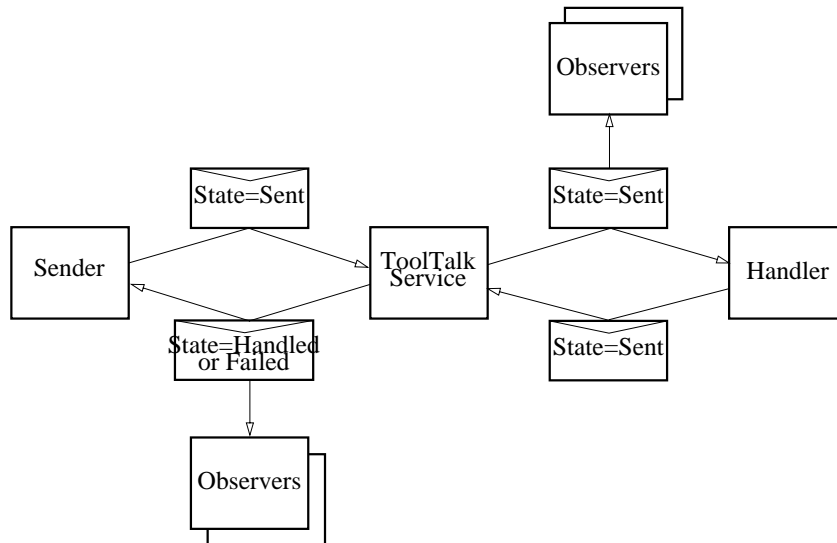 Observers
State=Sent
State=Sent
Sender
ToolTalk
Service
Handler
State=Handled
or Failed
State=Sent
Observers